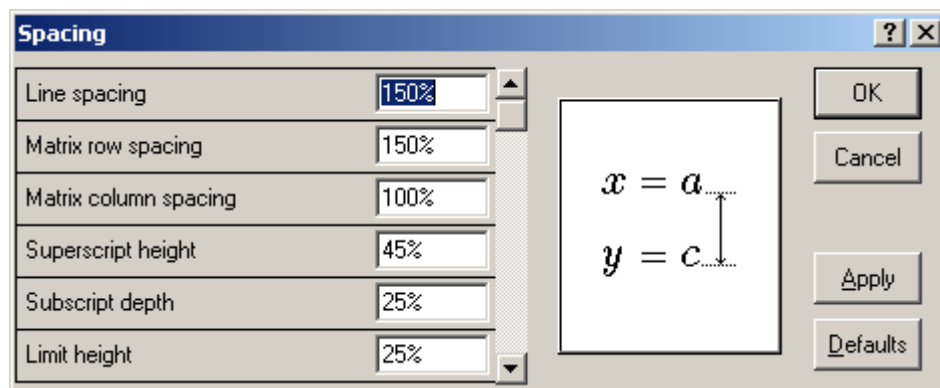 Spacing
Line spacing 150%
Matrix row spacing 150%
Matrix column spacing 100%
Superscript height 45%
Subscript depth 25%
Limit height 25%
x = a
y = c
OK
Cancel
Apply
Defaults